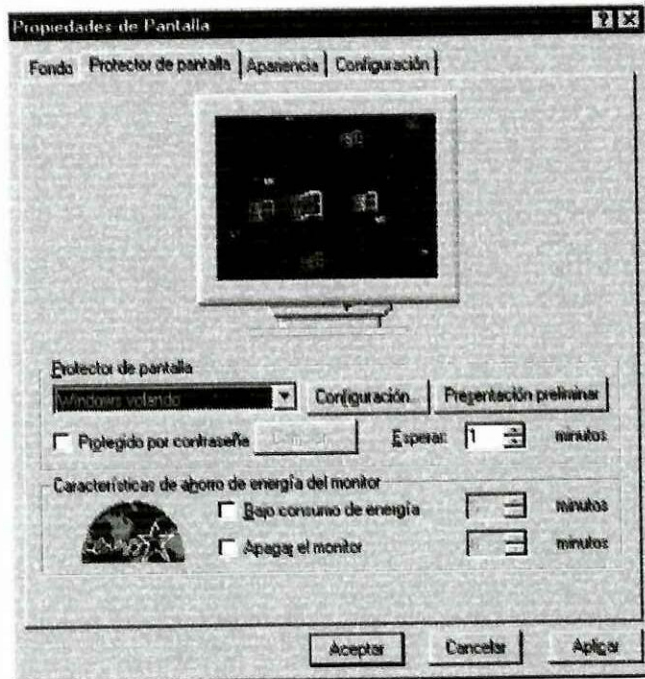 Propiedades de Pantalla
Fondo Protector de pantalla Apariencia Configuración
Protector de pantalla
Windows volando Configuración... Presentación preliminar
Protegido por contraseña Esperar: 1 minutos
Características de ahorro de energía del monitor
Bajo consumo de energía minutos
Apagar el monitor minutos
Aceptar Cancelar Aplicar